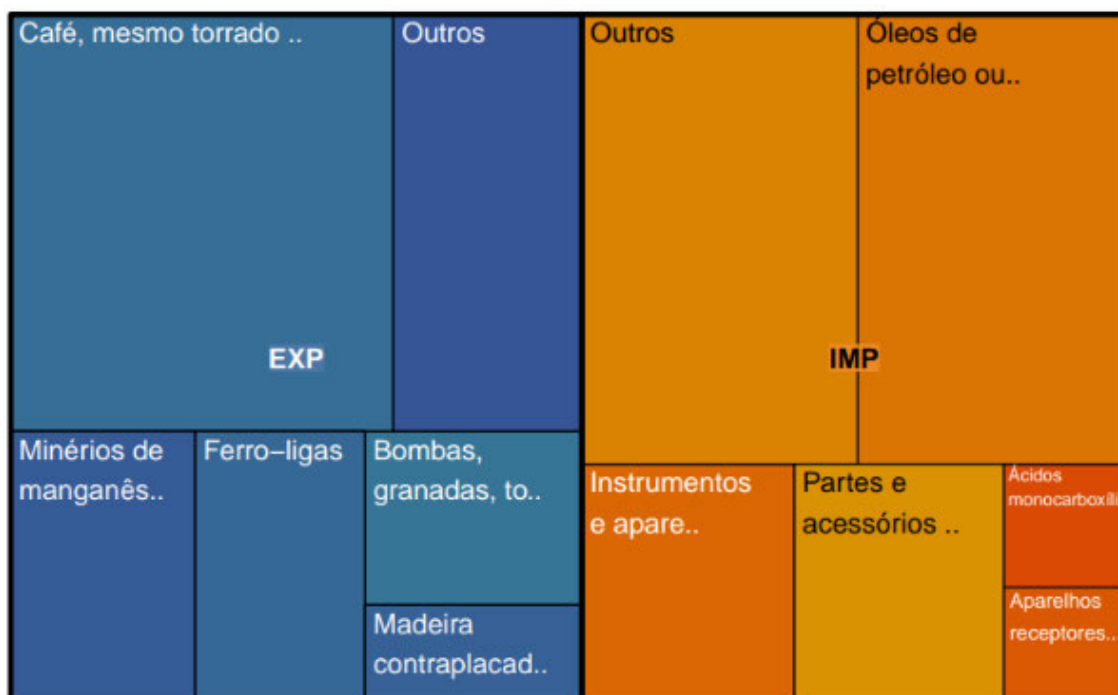 Café, mesmo torrado ..
Outros
EXP
Minérios de
manganês..
Ferro−ligas
Bombas,
granadas, to..
Madeira
contraplacad..
Outros
Óleos de
petróleo ou..
IMP
Instrumentos
e apare..
Partes e
acessórios ..
Ácidos
monocarboxíli
Aparelhos
receptores..